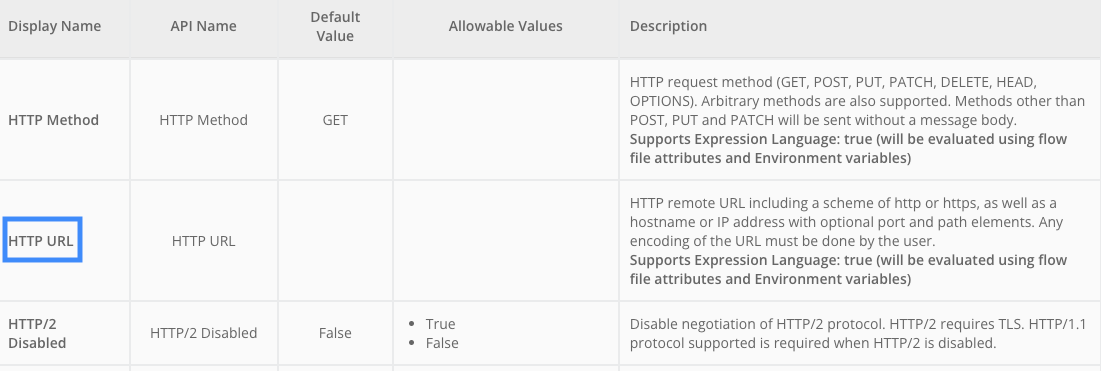 Display Name
API Name
Default
Value
Allowable Values
Description
HTTP Method
HTTP Method
GET
HTTP request method (GET, POST, PUT, PATCH, DELETE, HEAD,
OPTIONS). Arbitrary methods are also supported. Methods other than
POST, PUT and PATCH will be sent without a message body.
Supports Expression Language: true (will be evaluated using flow
file attributes and Environment variables)
HTTP URL
HTTP URL
HTTP remote URL including a scheme of http or https, as well as a
hostname or IP address with optional port and path elements. Any
encoding of the URL must be done by the user.
Supports Expression Language: true (will be evaluated using flow
file attributes and Environment variables)
HTTP/2
Disabled
HTTP/2 Disabled
False
• True
• False
Disable negotiation of HTTP/2 protocol. HTTP/2 requires TLS. HTTP/1.1
protocol supported is required when HTTP/2 is disabled.